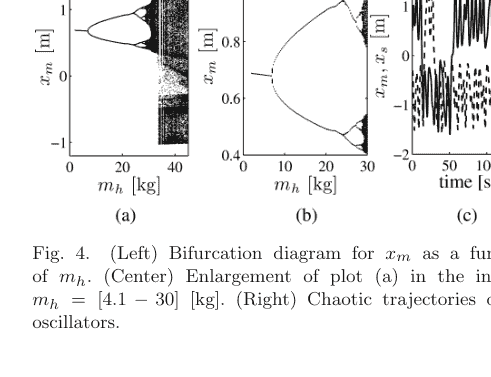 1
0
−1
x_m [m]
0
20
40
m_h [kg]
(a)
0.8
0.6
0.4
x_m [m]
0
10
20
30
m_h [kg]
(b)
1
0
−1
−2
x_m, x_s [m]
0
50
time [s
(c)
Fig. 4. (Left) Bifurcation diagram for x_m as a
of m_h. (Center) Enlargement of plot (a) in the
m_h = [4.1 − 30] [kg]. (Right) Chaotic trajectories
oscillators.